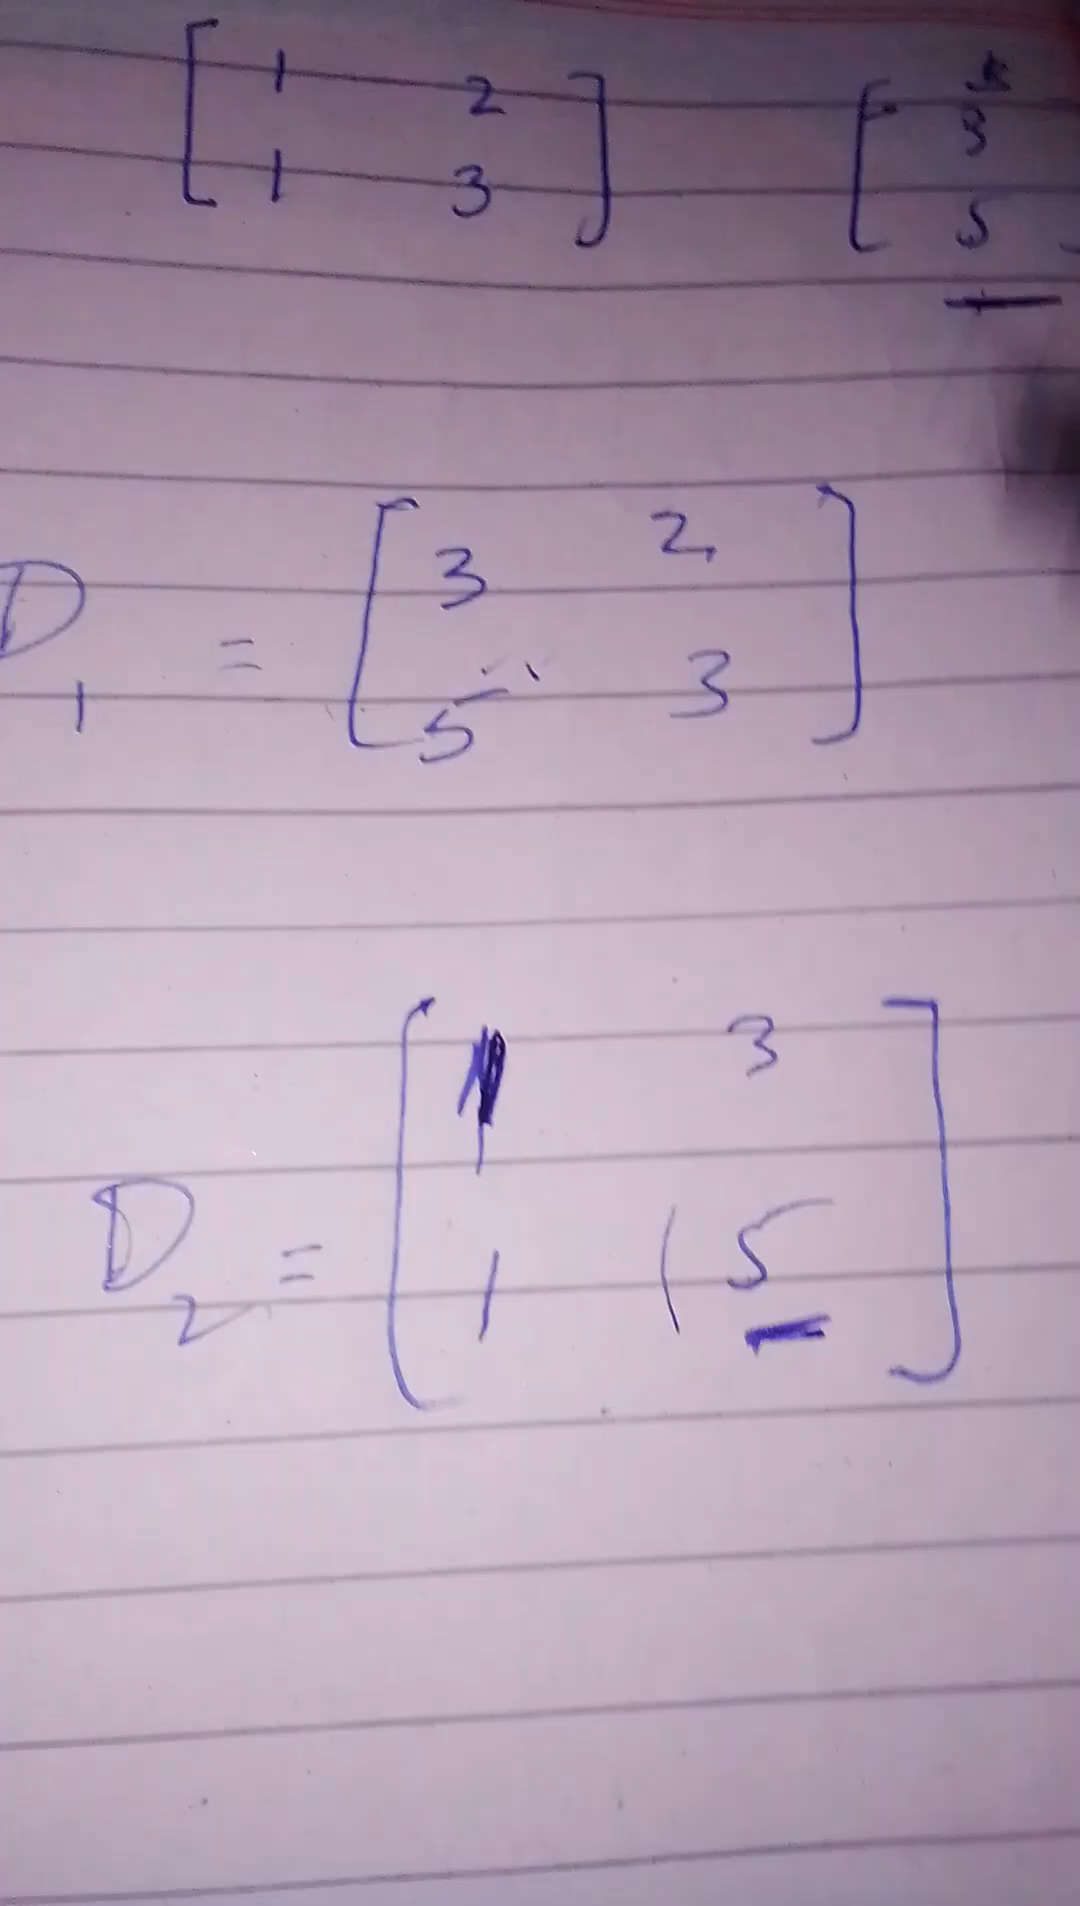 [ 1 2 ] [ 3
[ 1 3 ] [ 5
D1 = [ 3 2
5 3 ]
D2 = [ 1 3
1 ( 5 ]